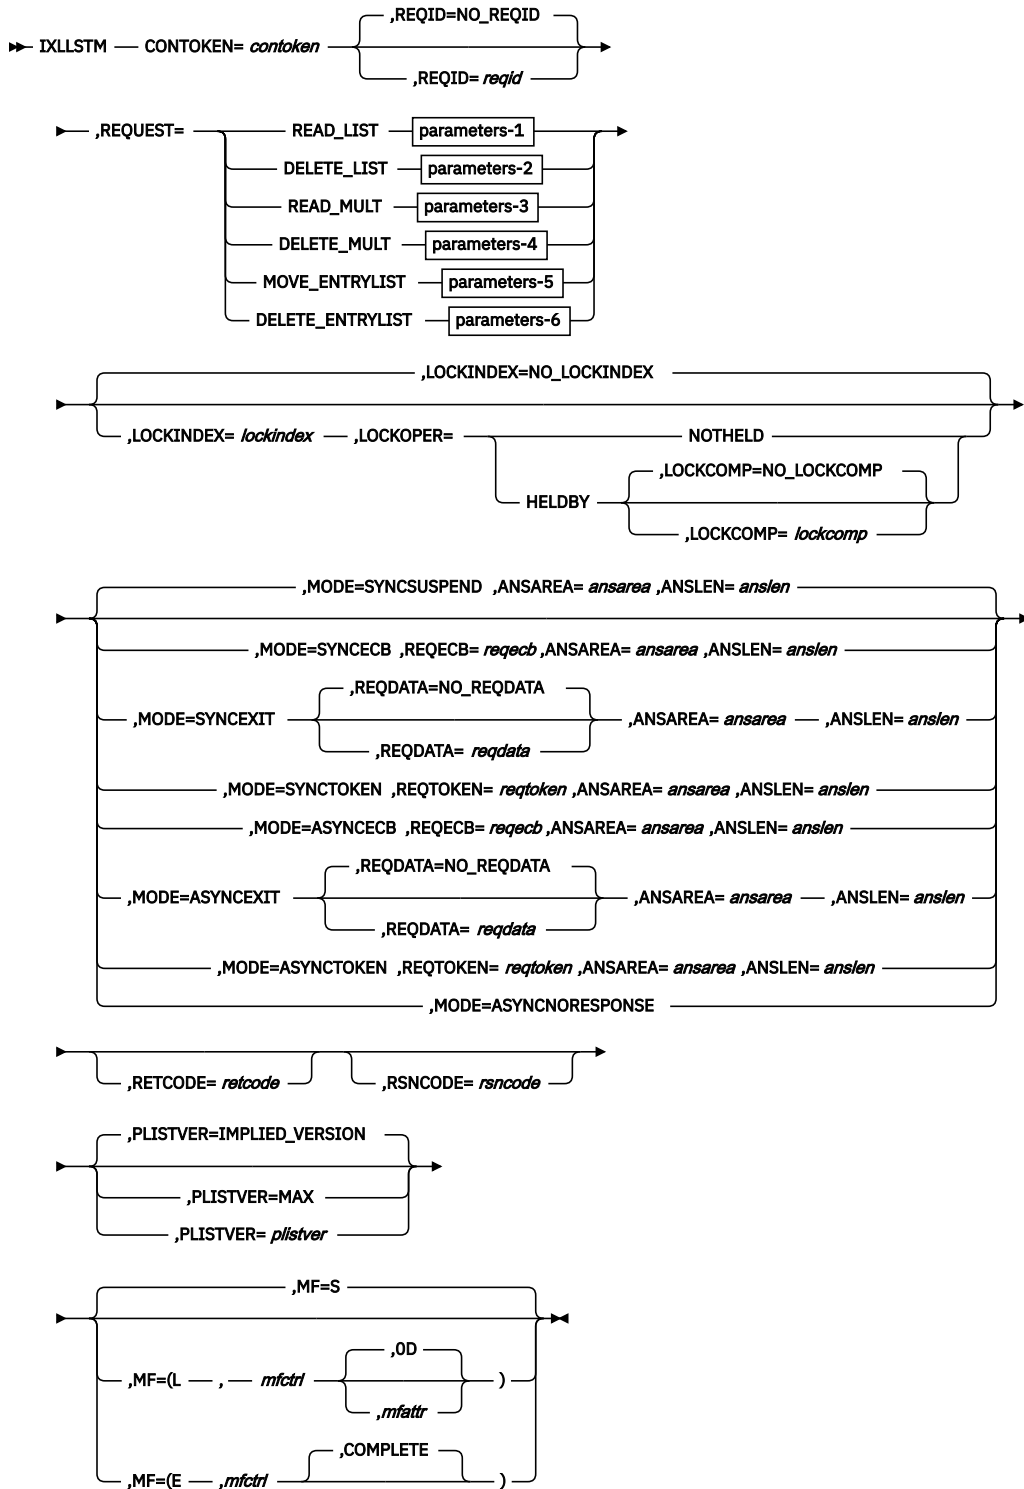 ,REQID=NO_REQID
IXLLSTM CONTOKEN= contoken
,REQID= reqid
,REQUEST= READ_LIST parameters-1
DELETE_LIST parameters-2
READ_MULT parameters-3
DELETE_MULT parameters-4
MOVE_ENTRYLIST parameters-5
DELETE_ENTRYLIST parameters-6
,LOCKINDEX=NO_LOCKINDEX
,LOCKINDEX= lockindex ,LOCKOPER= NOTHELD
,LOCKCOMP=NO_LOCKCOMP
HELDBY
,LOCKCOMP= lockcomp
,MODE=SYNCSUSPEND ,ANSAREA= ansarea ,ANSLEN= anslen
,MODE=SYNCECB ,REQECB= reqecb ,ANSAREA= ansarea ,ANSLEN= anslen
,REQDATA=NO_REQDATA
,MODE=SYNCEXIT ,ANSAREA= ansarea ,ANSLEN= anslen
,REQDATA= reqdata
,MODE=SYNCTOKEN ,REQTOKEN= reqtoken ,ANSAREA= ansarea ,ANSLEN= anslen
,MODE=ASYNCECB ,REQECB= reqecb ,ANSAREA= ansarea ,ANSLEN= anslen
,REQDATA=NO_REQDATA
,MODE=ASYNCEXIT ,ANSAREA= ansarea ,ANSLEN= anslen
,REQDATA= reqdata
,MODE=ASYNCTOKEN ,REQTOKEN= reqtoken ,ANSAREA= ansarea ,ANSLEN= anslen
,MODE=ASYNCNORESPONSE
,RETCODE= retcode ,RSNCODE= rsncode
,PLISTVER=IMPLIED_VERSION
,PLISTVER=MAX
,PLISTVER= plistver
,MF=S
,0D
,MF=(L , mfctrl )
,mfattr
,COMPLETE
,MF=(E ,mfctrl )